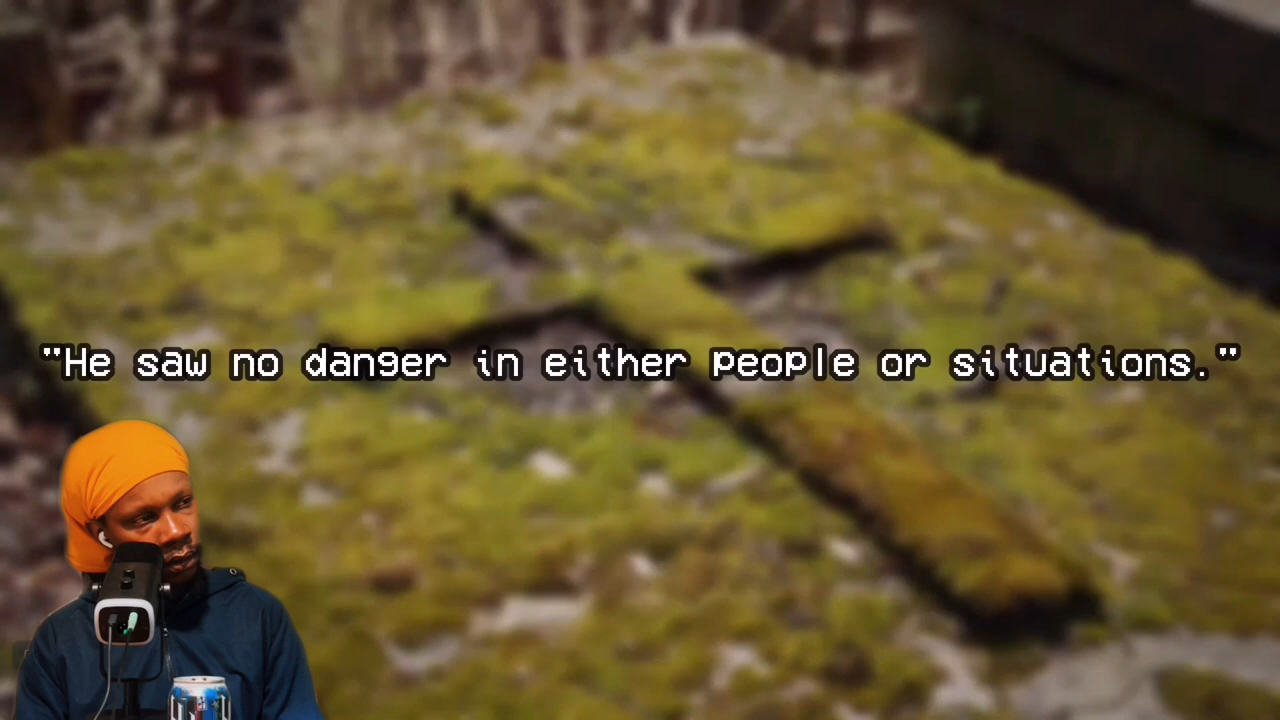 "He saw no danger in either people or situations."